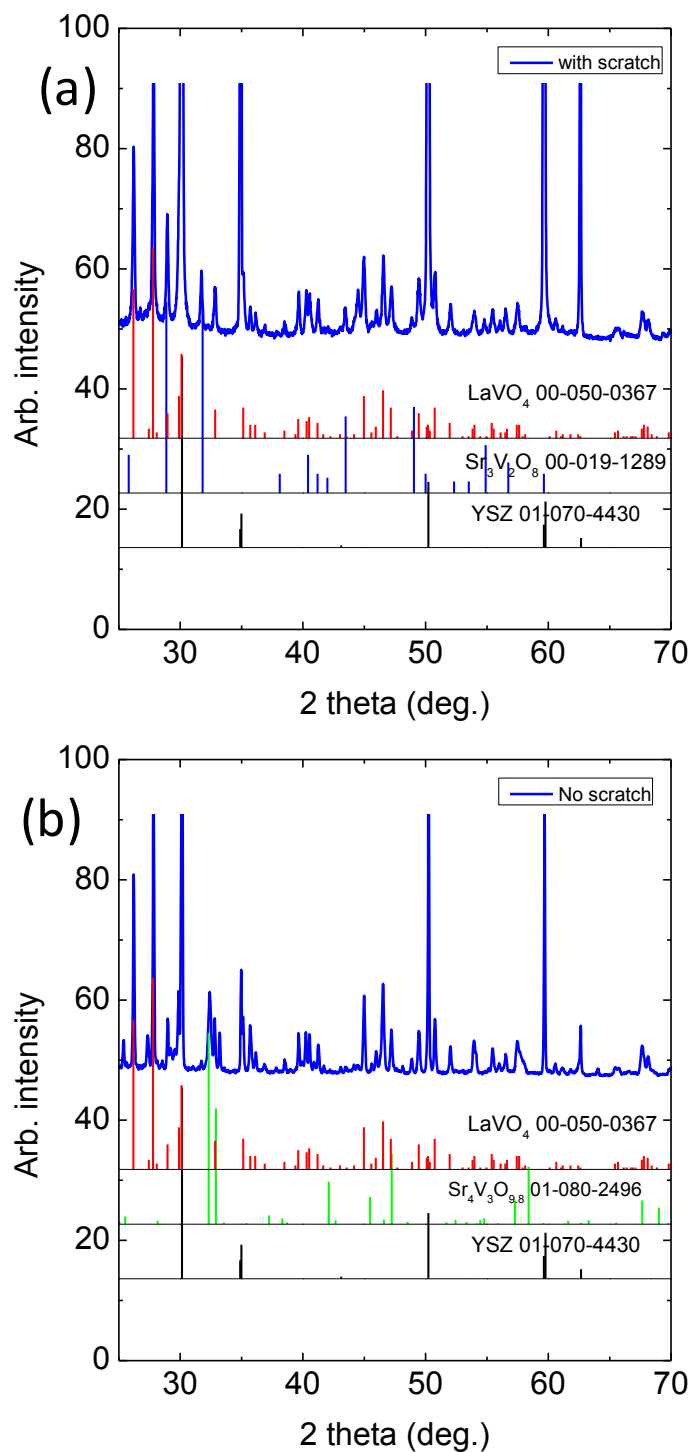 100
(a)
with scratch
80
60
Arb. intensity
40
LaVO₄ 00-050-0367
Sr₃V₂O₈ 00-019-1289
20
YSZ 01-070-4430
0
30 40 50 60 70
2 theta (deg.)
100
(b)
No scratch
80
60
Arb. intensity
40
LaVO₄ 00-050-0367
Sr₄V₃O₉.₈ 01-080-2496
20
YSZ 01-070-4430
0
30 40 50 60 70
2 theta (deg.)